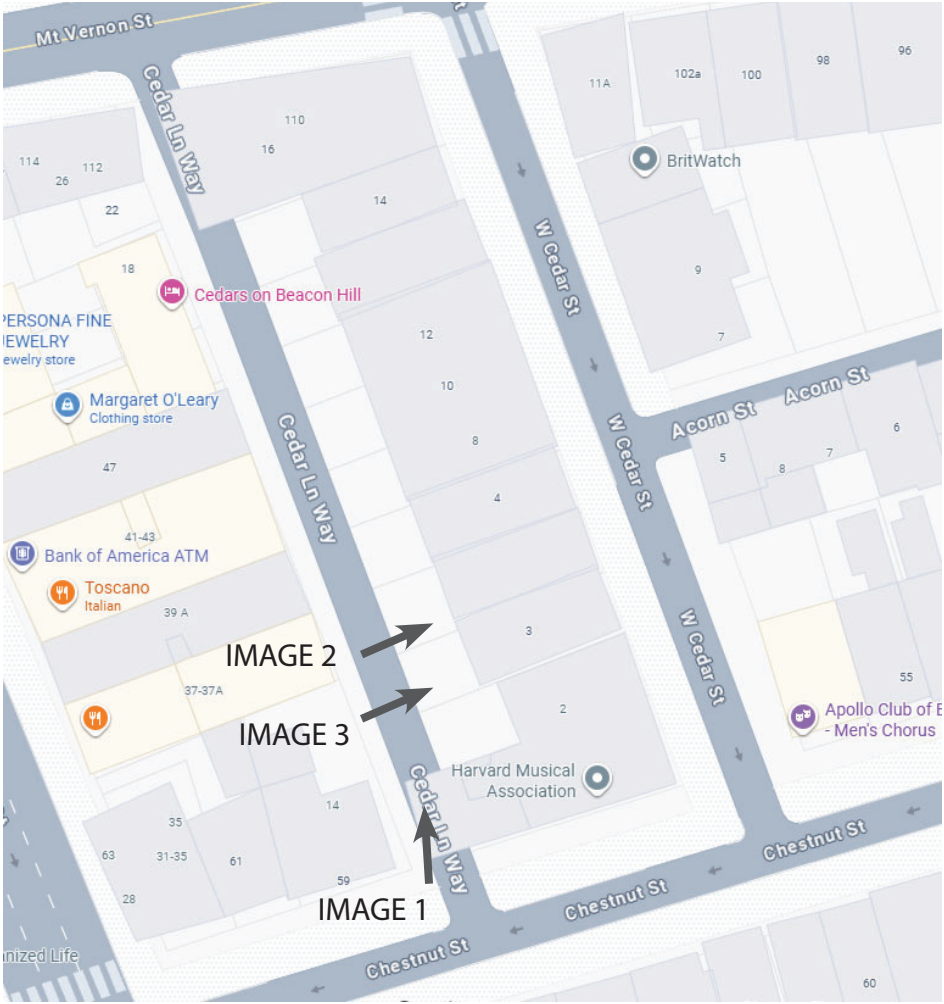 Mt Vernon St
Cedar Ln Way
110
16
14
11A
102a
100
98
96
BritWatch
114
26
112
22
18
Cedars on Beacon Hill
W Cedar St
9
7
PERSONA FINE
JEWELRY
ewelry store
12
10
Margaret O'Leary
Clothing store
Acorn St
Acorn St
47
Cedar Ln Way
8
W Cedar St
5
8
7
6
4
41-43
Bank of America ATM
Toscano
Italian
39 A
IMAGE 2
3
W Cedar St
55
37-37A
IMAGE 3
2
Apollo Club of B
- Men's Chorus
Harvard Musical
Association
Cedar Ln Way
14
35
63
31-35
61
59
28
IMAGE 1
Chestnut St
Chestnut St
Chestnut St
anized Life
60